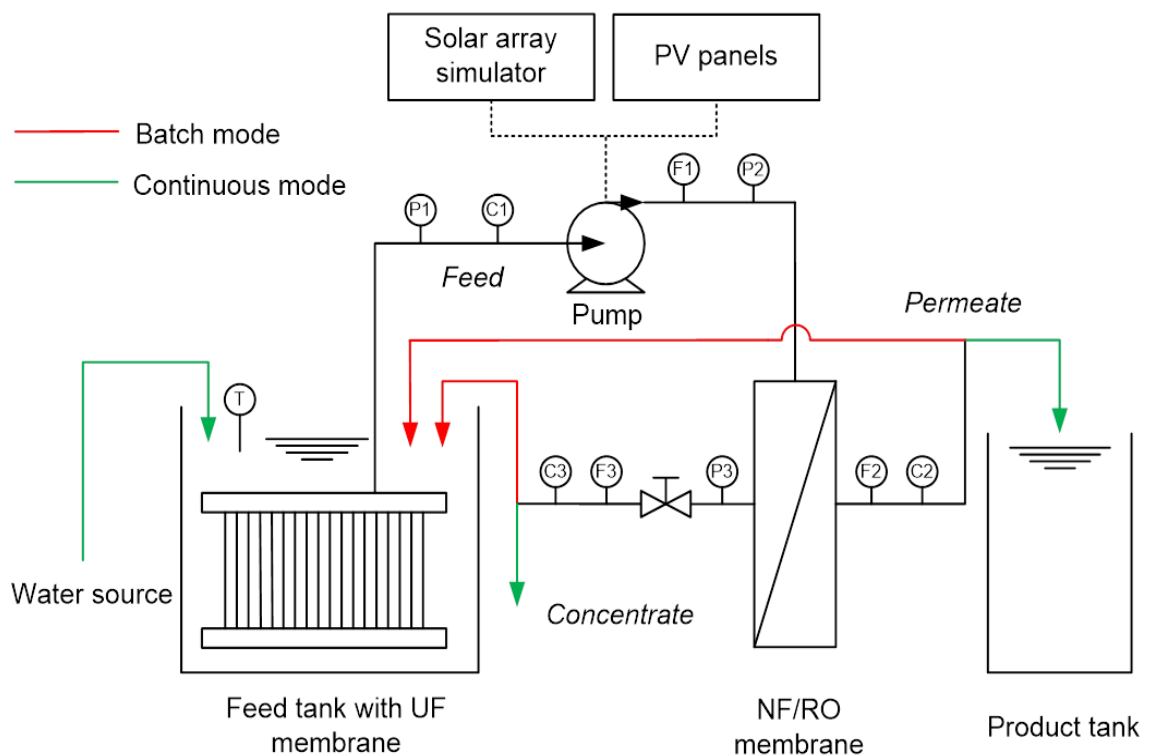 Solar array
simulator
PV panels
Batch mode
Continuous mode
F1
P2
P1
C1
Feed
Pump
Permeate
T
C3
F3
P3
F2
C2
Water source
Concentrate
Feed tank with UF
membrane
NF/RO
membrane
Product tank